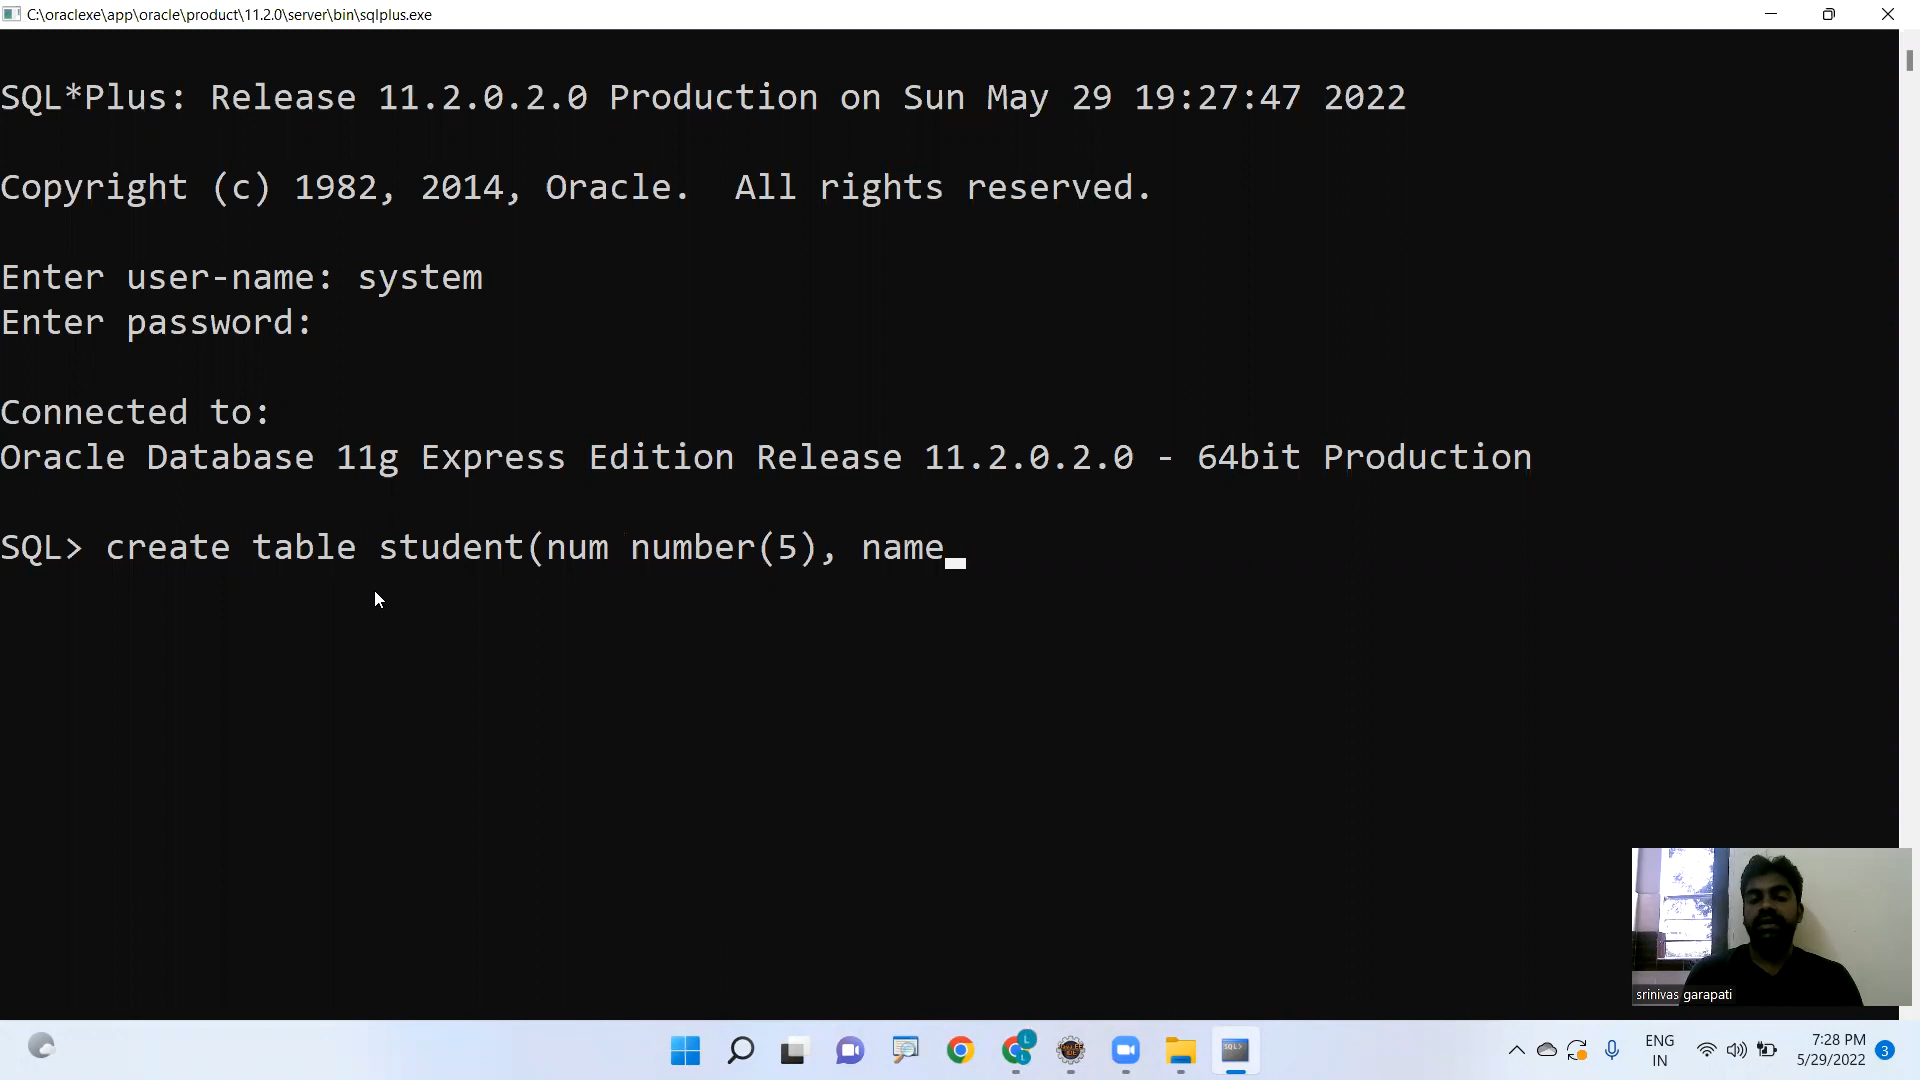 C:\oraclexe\app\oracle\product\11.2.0\server\bin\sqlplus.exe
SQL*Plus: Release 11.2.0.2.0 Production on Sun May 29 19:27:47 2022
Copyright (c) 1982, 2014, Oracle.  All rights reserved.
Enter user-name: system
Enter password:
Connected to:
Oracle Database 11g Express Edition Release 11.2.0.2.0 - 64bit Production
SQL> create table student(num number(5), name
srinivas garapati
ENG
IN
7:28 PM
5/29/2022
3